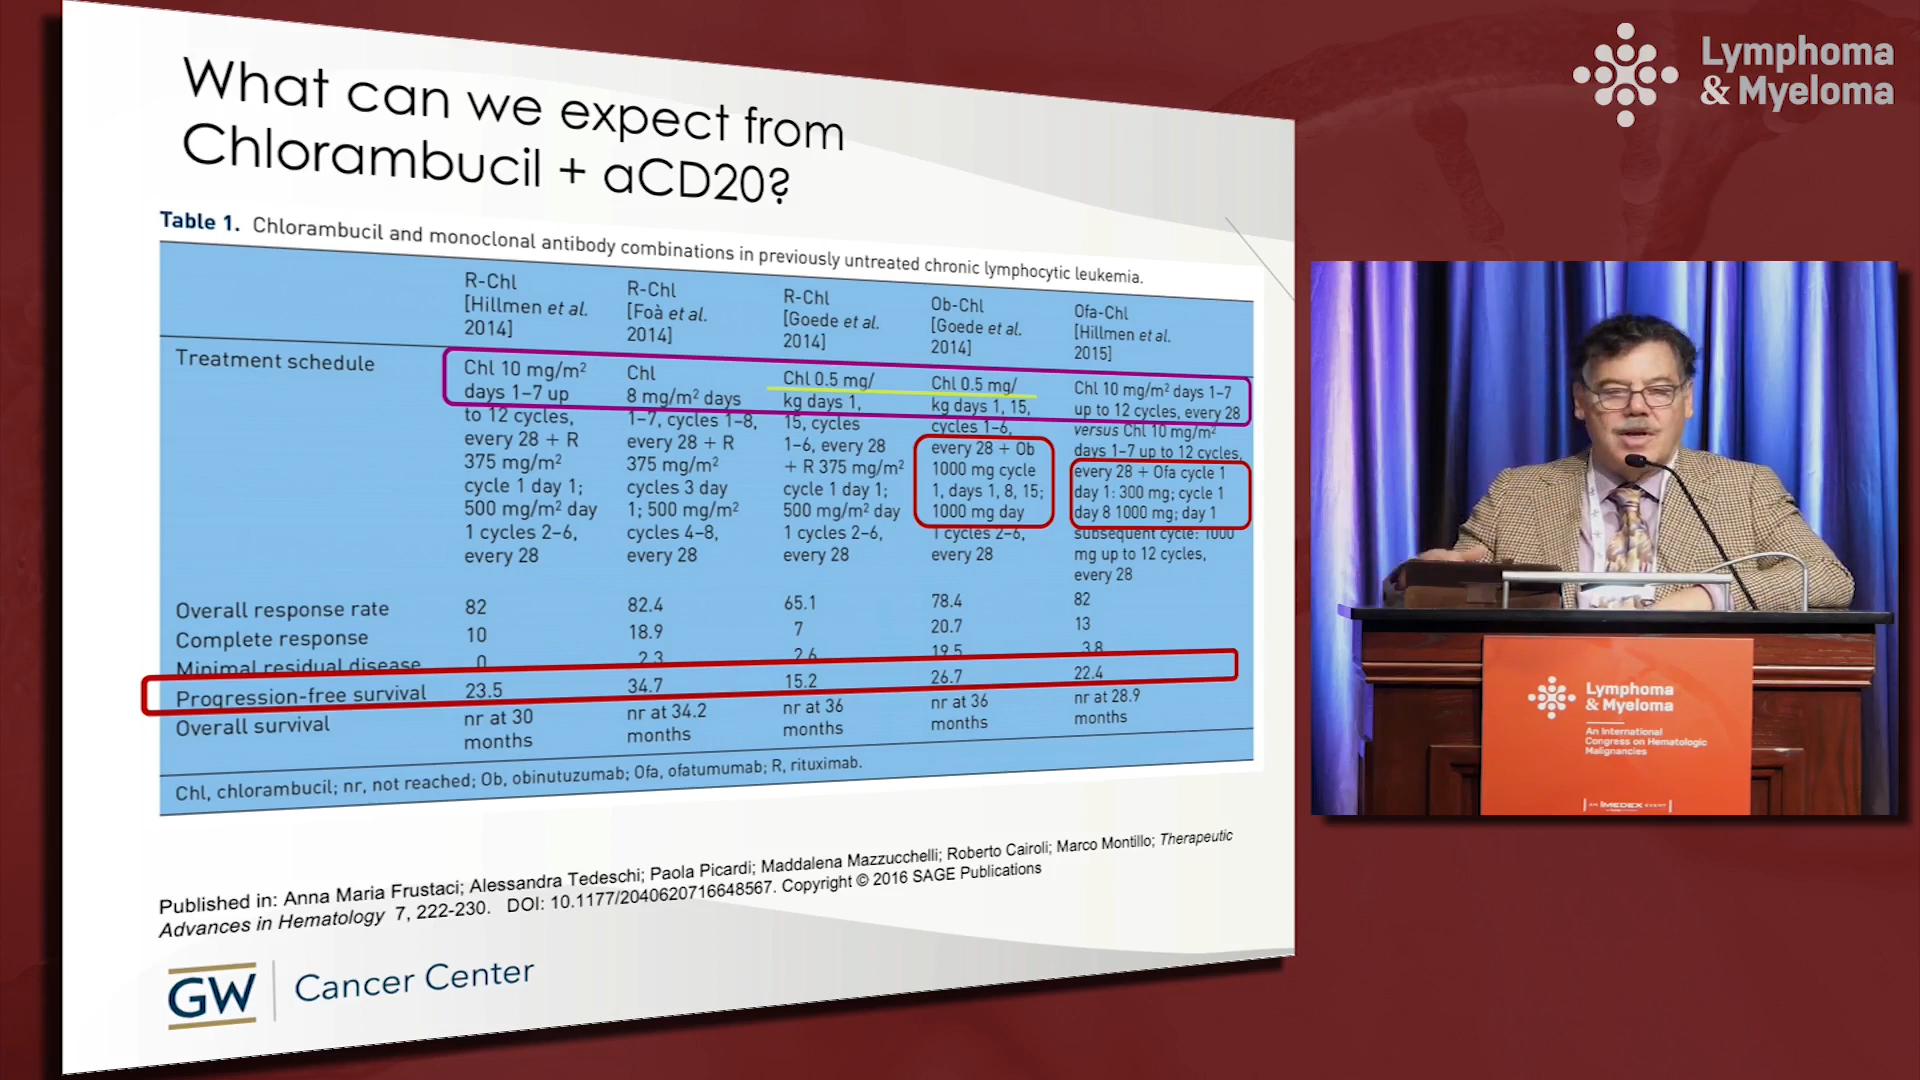 What can we expect from
Chlorambucil + aCD20?
Table 1. Chlorambucil and monoclonal antibody combinations in previously untreated chronic lymphocytic leukemia.
R-Chl
[Hillmen et al.
2014]
R-Chl
[Foà et al.
2014]
R-Chl
[Goede et al.
2014]
Ob-Chl
[Goede et al.
2014]
Ofa-Chl
[Hillmen et al.
2015]
Treatment schedule
Chl 10 mg/m²
days 1–7 up
to 12 cycles,
every 28 + R
375 mg/m²
cycle 1 day 1;
500 mg/m² day
1 cycles 2–6,
every 28
Chl
8 mg/m² days
1–7, cycles 1–8,
every 28 + R
375 mg/m²
cycles 3 day
1; 500 mg/m²
cycles 4–8,
every 28
Chl 0.5 mg/
kg days 1,
15, cycles
1–6, every 28
+ R 375 mg/m²
cycle 1 day 1;
500 mg/m² day
1 cycles 2–6,
every 28
Chl 0.5 mg/
kg days 1, 15,
cycles 1–6,
every 28 + Ob
1000 mg cycle
1, days 1, 8, 15;
1000 mg day
1 cycles 2–6,
every 28
Chl 10 mg/m² days 1–7
up to 12 cycles, every 28
versus Chl 10 mg/m²
days 1–7 up to 12 cycles,
every 28 + Ofa cycle 1
day 1: 300 mg; cycle 1
day 8 1000 mg; day 1
subsequent cycle: 1000
mg up to 12 cycles,
every 28
Overall response rate 82 82.4 65.1 78.4 82
Complete response 10 18.9 7 20.7 13
Minimal residual disease 0 2.3 2.6 19.5 3.8
Progression-free survival 23.5 34.7 15.2 26.7 22.4
Overall survival
nr at 30
months
nr at 34.2
months
nr at 36
months
nr at 36
months
nr at 28.9
months
Chl, chlorambucil; nr, not reached; Ob, obinutuzumab; Ofa, ofatumumab; R, rituximab.
Published in: Anna Maria Frustaci; Alessandra Tedeschi; Paola Picardi; Maddalena Mazzucchelli; Roberto Cairoli; Marco Montillo; Therapeutic
Advances in Hematology 7, 222-230. DOI: 10.1177/2040620716648567. Copyright © 2016 SAGE Publications
GW Cancer Center
Lymphoma
& Myeloma
Lymphoma
& Myeloma
An International
Congress on Hematologic
Malignancies
AN IMEDEX EVENT